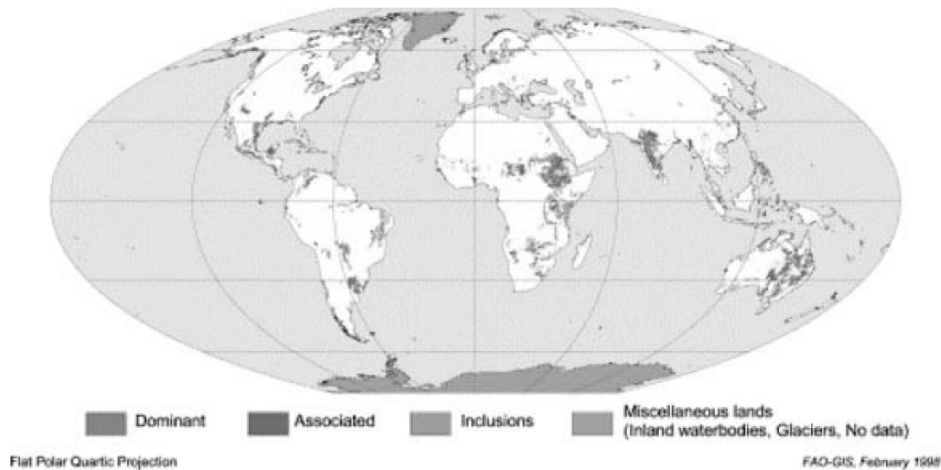 Dominant
Associated
Inclusions
Miscellaneous lands
(Inland waterbodies, Glaciers, No data)
Flat Polar Quartic Projection
FAO-GIS, February 1998